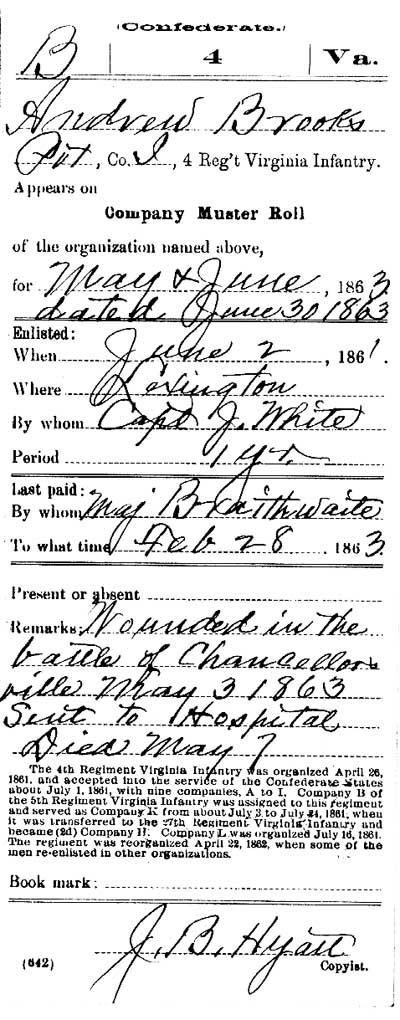 (Confederate.)
B | 4 | Va.
Andrew Brooks
Pvt, Co. I, 4 Reg't Virginia Infantry.
Appears on
Company Muster Roll
of the organization named above,
for May & June, 1863.
dated June 30 1863
Enlisted:
When June 2, 1861.
Where Lexington
By whom Capt J. White
Period 1 yr.
Last paid:
By whom Maj Braithwaite
To what time Feb 28, 1863.
Present or absent
Remarks: Wounded in the
battle of Chancellors
ville May 3 1863
Sent to Hospital
Died May 7
The 4th Regiment Virginia Infantry was organized April 26,
1861, and accepted into the service of the Confederate States
about July 1, 1861, with nine companies, A to I. Company B of
the 5th Regiment Virginia Infantry was assigned to this regiment
and served as Company K from about July 3 to July 24, 1861, when
it was transferred to the 27th Regiment Virginia Infantry and
became (2d) Company H. Company L was organized July 16, 1861.
The regiment was reorganized April 22, 1862, when some of the
men re-enlisted in other organizations.
Book mark:
J. B. Hyatt
(642) Copyist.